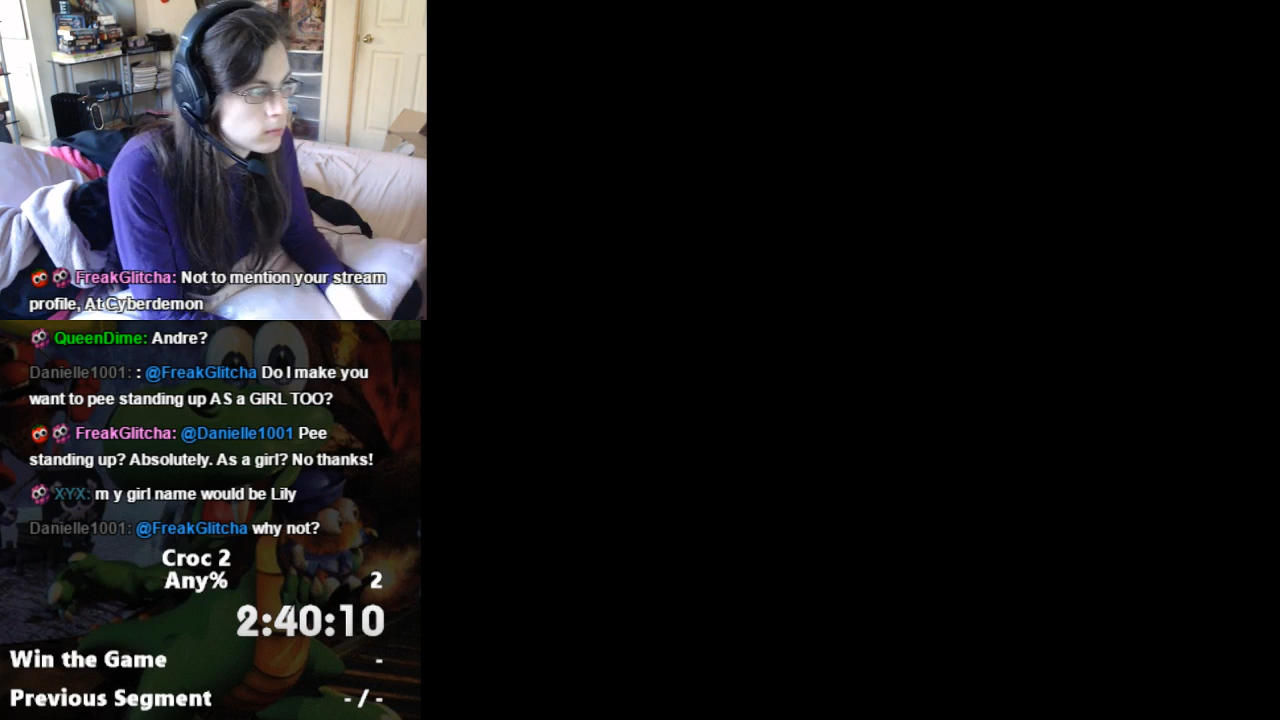 FreakGlitcha: Not to mention your stream
profile, At Cyberdemon
QueenDime: Andre?
Danielle1001: : @FreakGlitcha Do I make you
want to pee standing up AS a GIRL TOO?
FreakGlitcha: @Danielle1001 Pee
standing up? Absolutely. As a girl? No thanks!
XYX: m y girl name would be Lily
Danielle1001: @FreakGlitcha why not?
Croc 2
Any% 2
2:40:10
Win the Game -
Previous Segment - / -